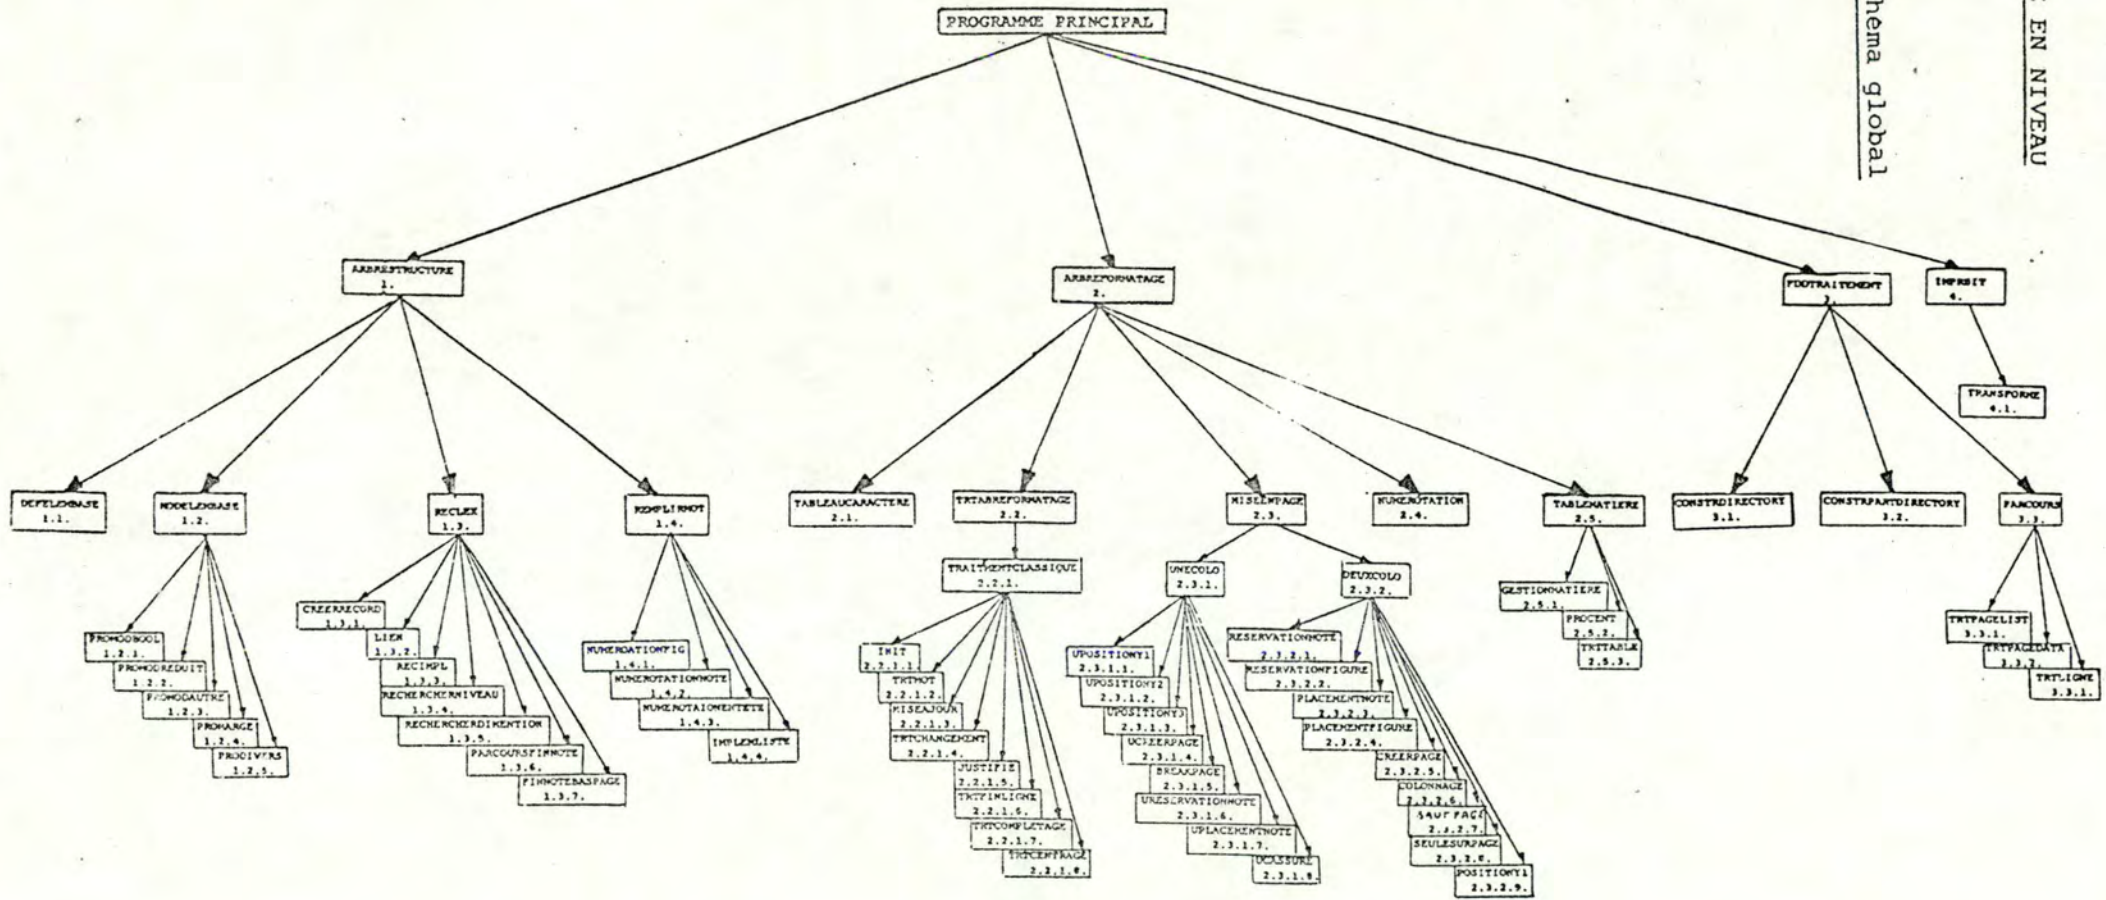 EN NIVEAU
héma global
PROGRAMME PRINCIPAL
ARBRESTRUCTURE
1.
ARBREFORMATAGE
2.
FDDTRAITEMENT
3.
IMPRBIT
4.
TRANSFORME
4.1.
DEFELEMBASE
1.1.
MODELEMBASE
1.2.
RECLEX
1.3.
REMPLIRNOT
1.4.
TABLEAUCARACTERE
2.1.
TRTABREFORMATAGE
2.2.
MISEENPAGE
2.3.
NUMEROTATION
2.4.
TABLEMATIERE
2.5.
CONSTRDIRECTORY
3.1.
CONSTRPARTDIRECTORY
3.2.
PARCOURS
3.3.
PROMODBOOL
1.2.1.
PROMODREDUIT
1.2.2.
PROMODAUTRE
1.2.3.
PROMARGE
1.2.4.
PRODIVERS
1.2.5.
CREERRECORD
1.3.1.
LIEN
1.3.2.
RECIMPL
1.3.3.
RECHERCHERNIVEAU
1.3.4.
RECHERCHERDIMENTION
1.3.5.
PARCOURSFINNOTE
1.3.6.
FINNOTEBASPAGE
1.3.7.
NUMEROATIONFIG
1.4.1.
NUMEROTATIONNOTE
1.4.2.
NUMEROTAIONENTETE
1.4.3.
IMPLEMLISTE
1.4.4.
TRAITMENTCLASSIQUE
2.2.1.
INIT
2.2.1.1.
TRTMOT
2.2.1.2.
MISEAJOUR
2.2.1.3.
TRTCHANGEMENT
2.2.1.4.
JUSTIFIE
2.2.1.5.
TRTFINLIGNE
2.2.1.6.
TRTCOMPLETAGE
2.2.1.7.
TRTCENTRAGE
2.2.1.8.
UNECOLO
2.3.1.
UPOSITIONY1
2.3.1.1.
UPOSITIONY2
2.3.1.2.
UPOSITIONY3
2.3.1.3.
UCREERPAGE
2.3.1.4.
BREAKPAGE
2.3.1.5.
URESERVATIONNOTE
2.3.1.6.
UPLACEMENTNOTE
2.3.1.7.
UCASSURE
2.3.1.8
DEUXCOLO
2.3.2.
RESERVATIONNOTE
2.3.2.1.
RESERVATIONFIGURE
2.3.2.2.
PLACEMENTNOTE
2.3.2.3.
PLACEMENTFIGURE
2.3.2.4.
CREERPAGE
2.3.2.5.
COLONNAGE
2.3.2.6.
SAUTPAGE
2.3.2.7.
SEULESURPAGE
2.3.2.8.
POSITIONY1
2.3.2.9.
GESTIONMATIERE
2.5.1.
PROCENT
2.5.2.
TRTTABLE
2.5.3.
TRTPAGELIST
3.3.1.
TRTPAGEDATA
3.3.2.
TRTLIGNE
3.3.1.